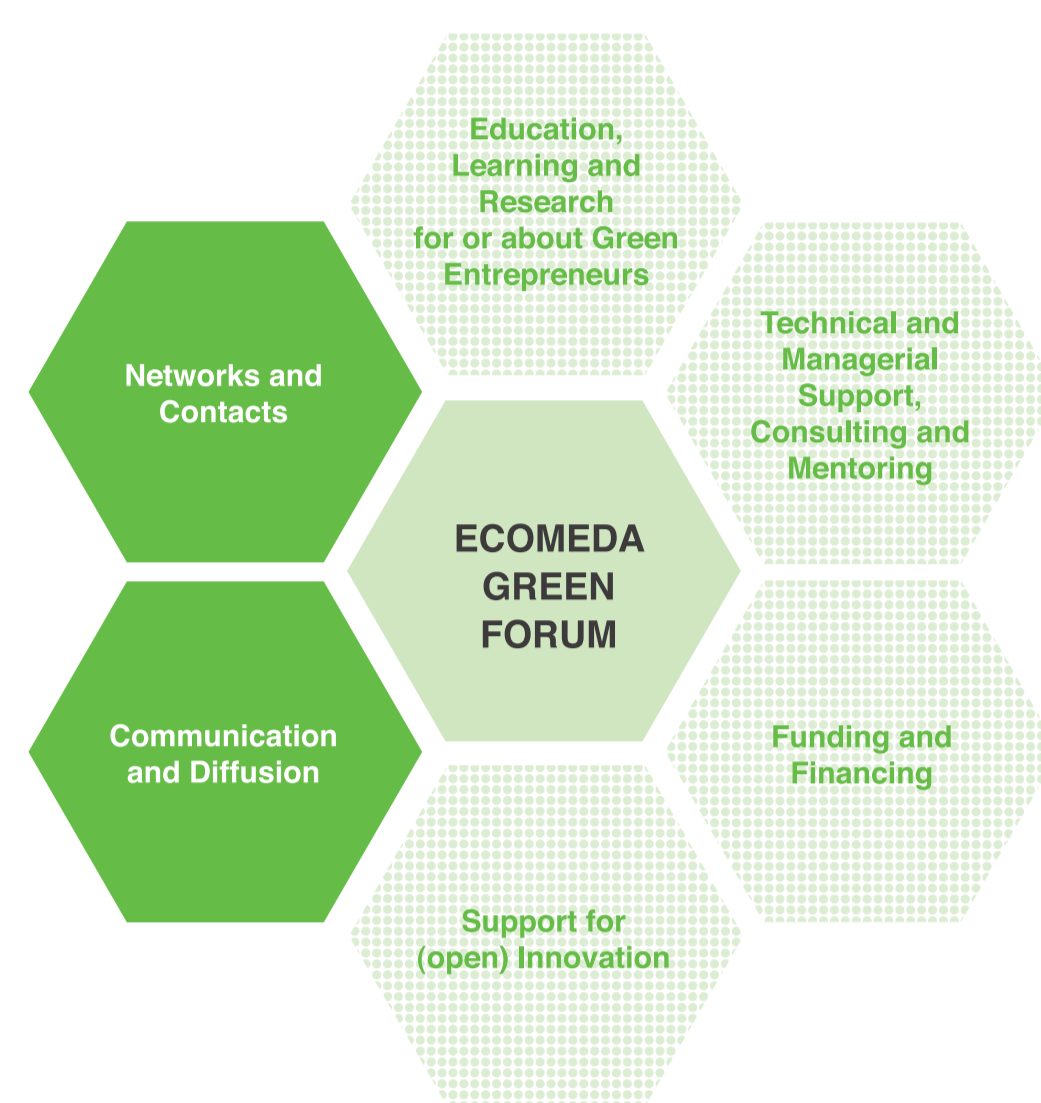 Education,
Learning and
Research
for or about Green
Entrepreneurs
Technical and
Managerial
Support,
Consulting and
Mentoring
Networks and
Contacts
ECOMEDA
GREEN
FORUM
Communication
and Diffusion
Funding and
Financing
Support for
(open) Innovation